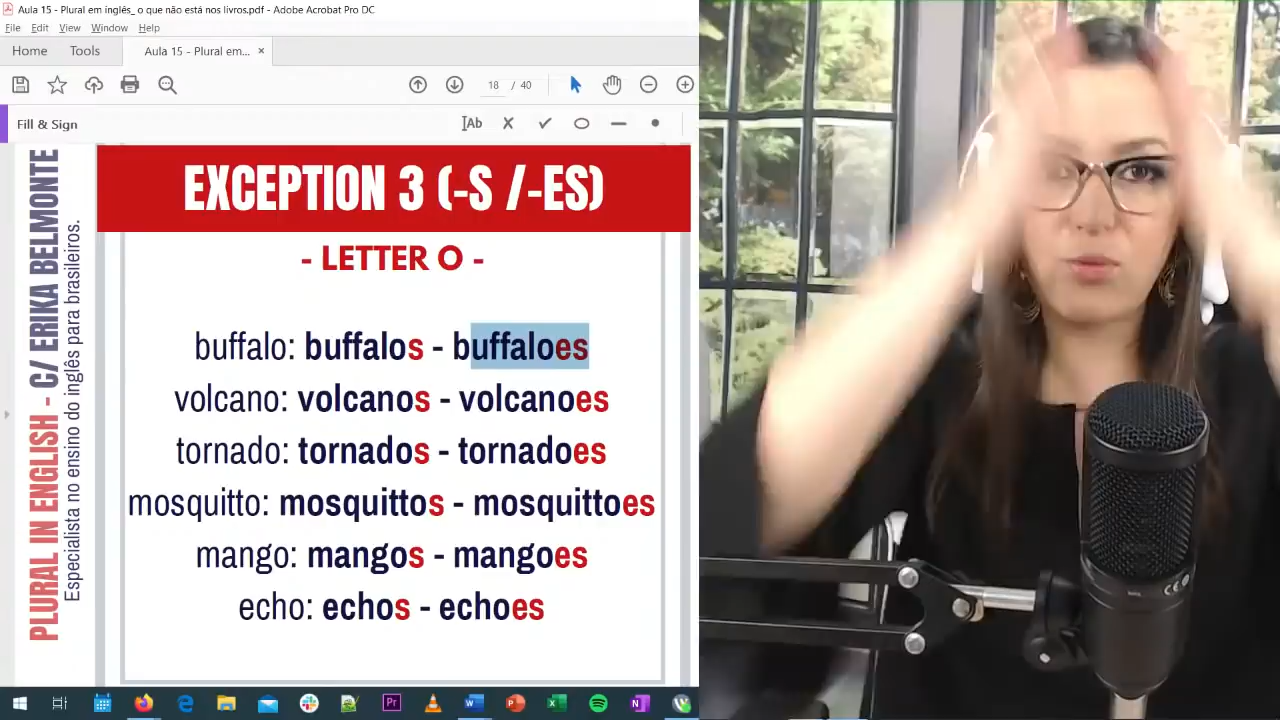 Aula 15 - Plural em inglês_ o que não está nos livros.pdf - Adobe Acrobat Pro DC
File Edit View Window Help
Home Tools Aula 15 - Plural em... ×
18 / 40
Fill & Sign
IAb
PLURAL IN ENGLISH - C/ ERIKA BELMONTE
Especialista no ensino do inglês para brasileiros.
EXCEPTION 3 (-S /-ES)
- LETTER O -
buffalo: buffalos - buffaloes
volcano: volcanos - volcanoes
tornado: tornados - tornadoes
mosquitto: mosquittos - mosquittoes
mango: mangos - mangoes
echo: echos - echoes